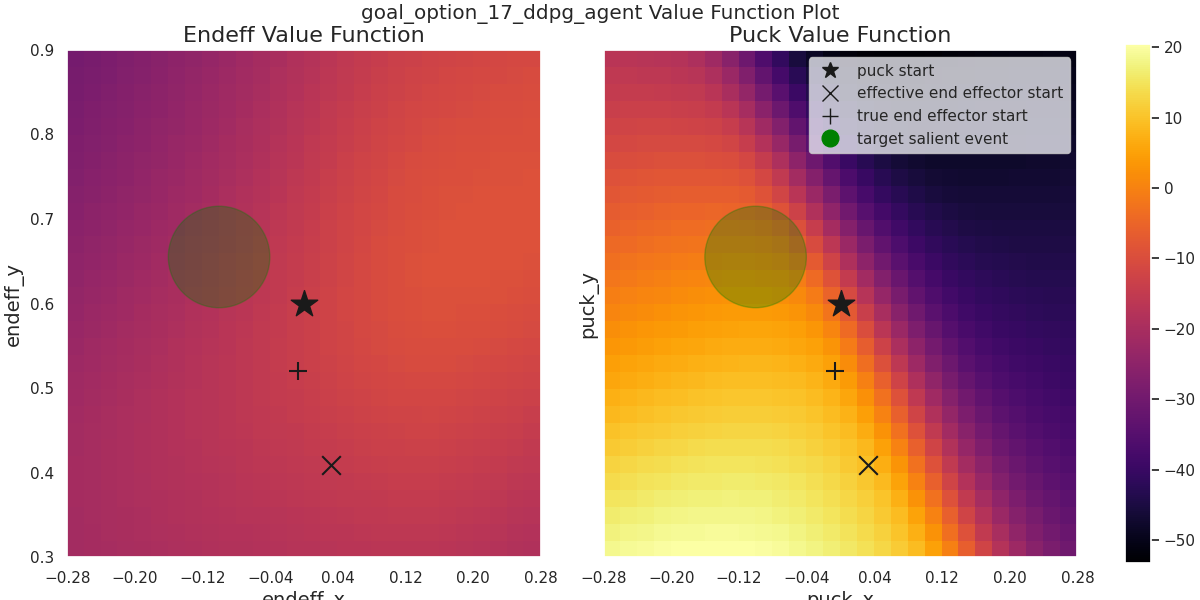 goal_option_17_ddpg_agent Value Function Plot
Endeff Value Function
Puck Value Function
puck start
effective end effector start
true end effector start
target salient event
endeff_y
0.9
0.8
0.7
0.6
0.5
0.4
0.3
−0.28 −0.20 −0.12 −0.04 0.04 0.12 0.20 0.28
endeff_x
puck_y
−0.28 −0.20 −0.12 −0.04 0.04 0.12 0.20 0.28
puck_x
20
10
0
−10
−20
−30
−40
−50